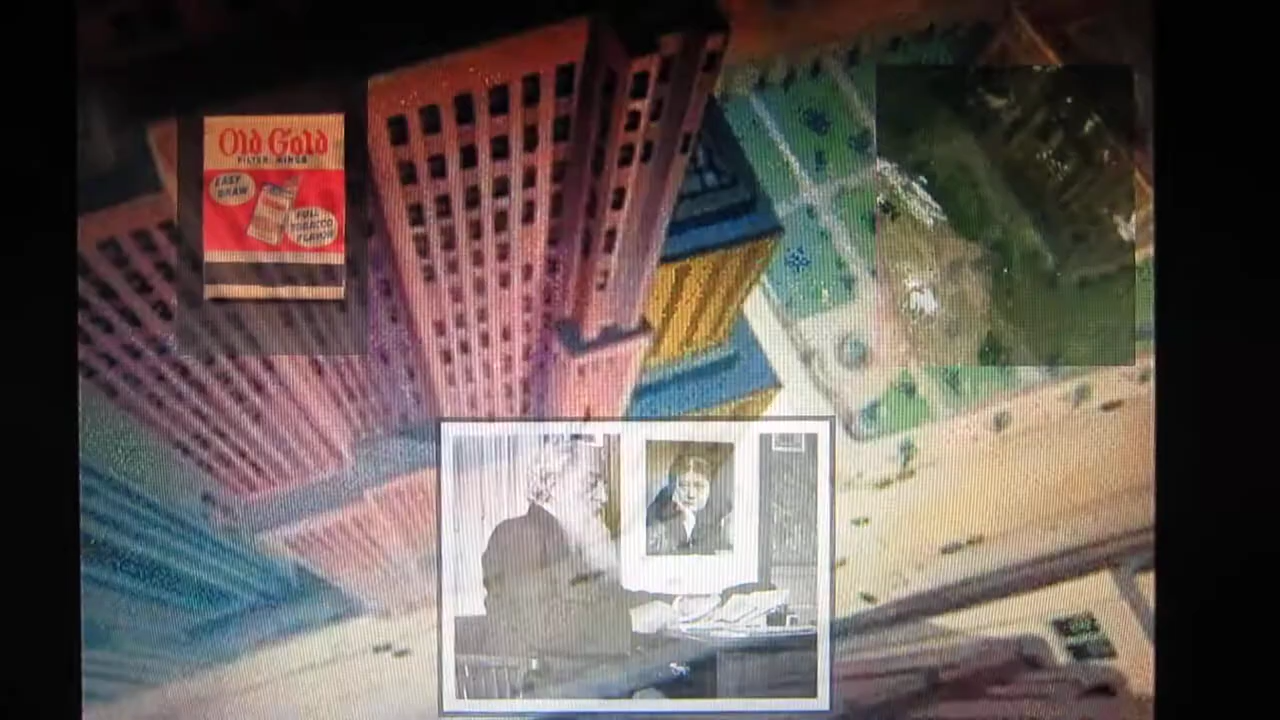 Old Gold
FILTER KINGS
EASY
DRAW
FULL
TOBACCO
FLAVOR